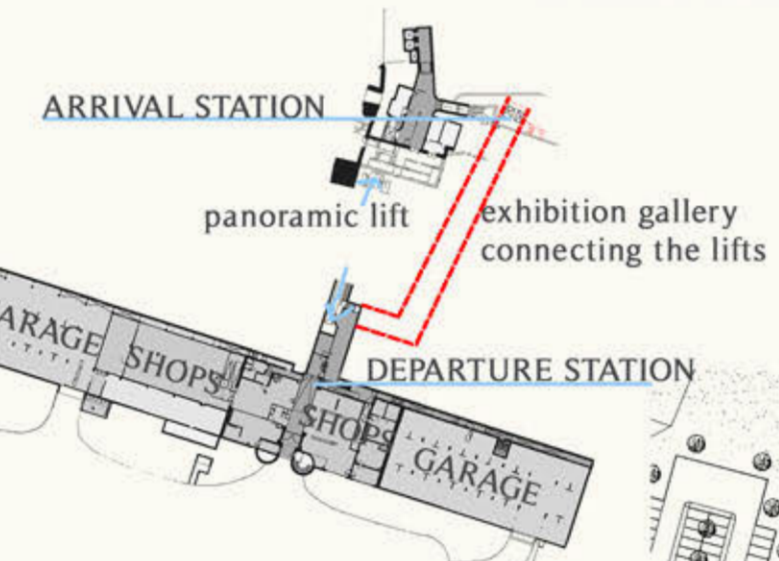 ARRIVAL STATION
panoramic lift
exhibition gallery
connecting the lifts
ARAGE
SHOPS
DEPARTURE STATION
SHOPS
GARAGE